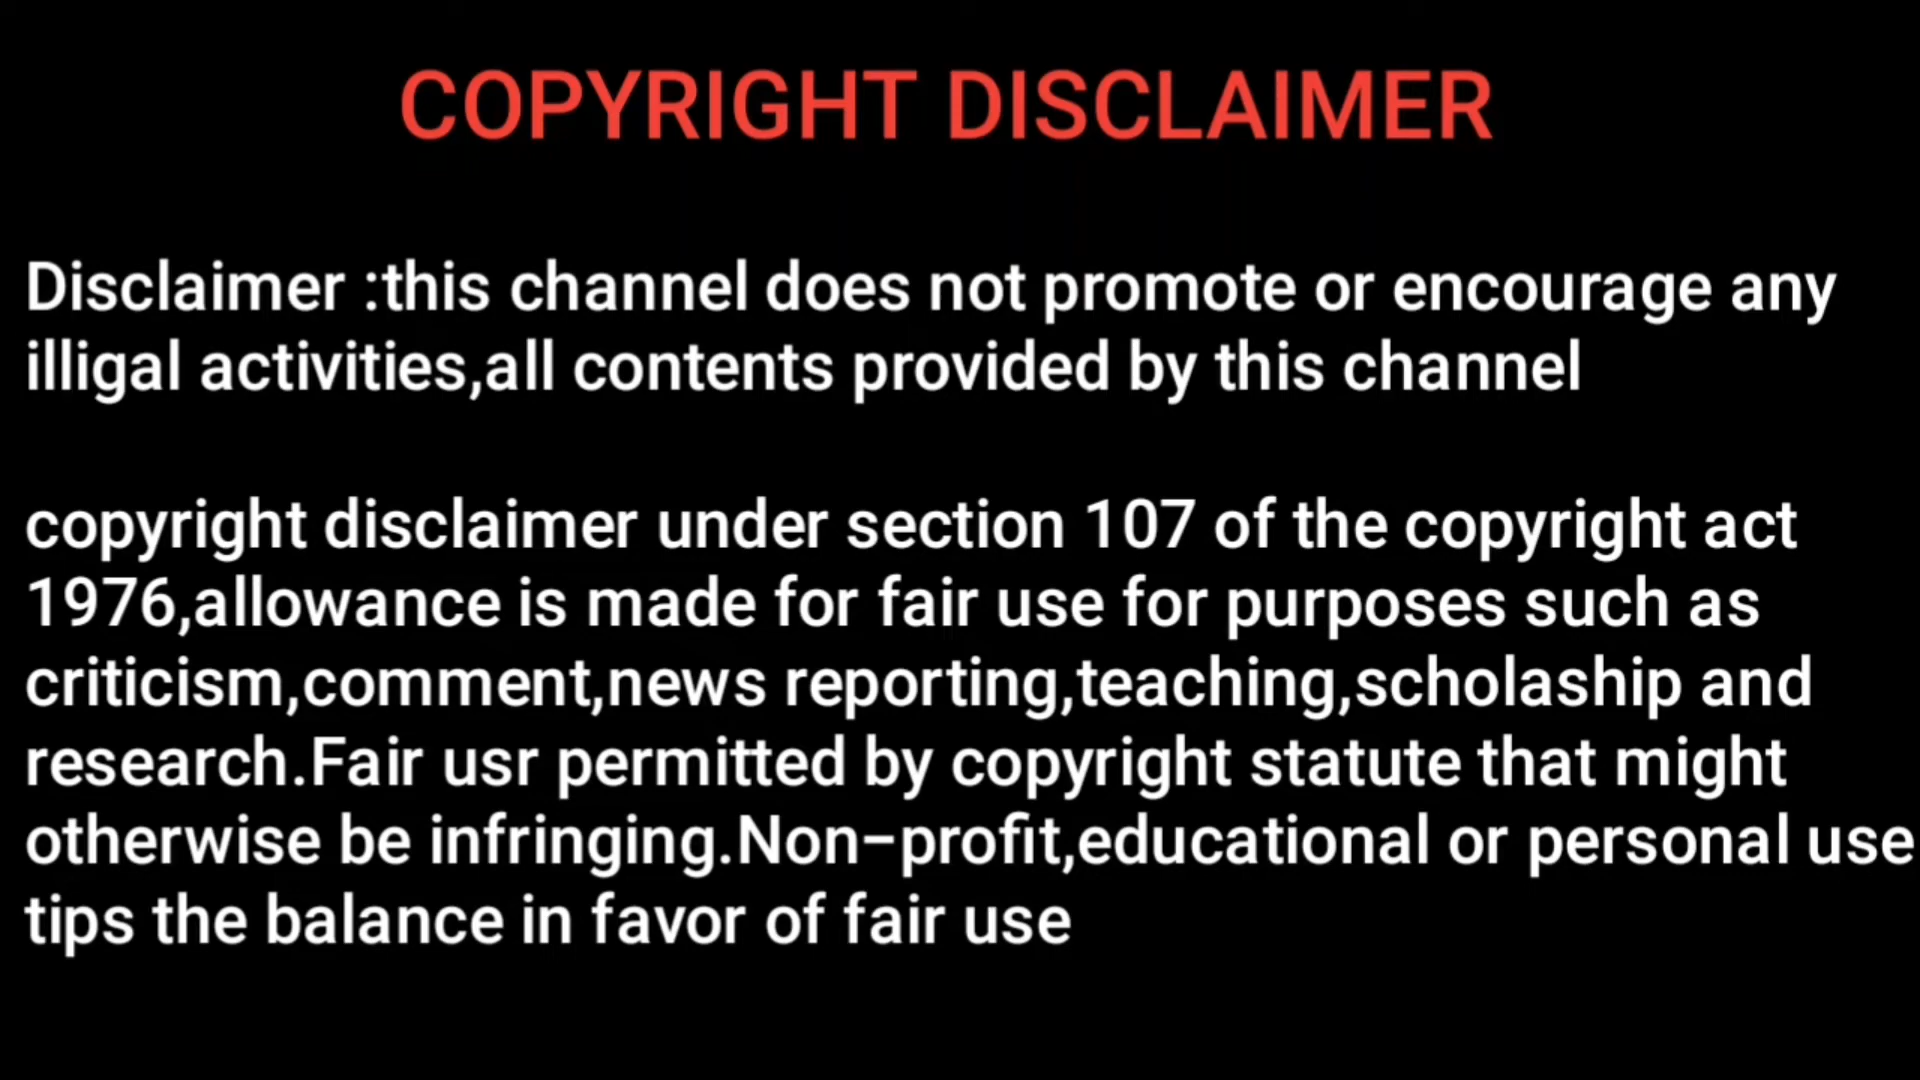 COPYRIGHT DISCLAIMER
Disclaimer :this channel does not promote or encourage any
illigal activities,all contents provided by this channel
copyright disclaimer under section 107 of the copyright act
1976,allowance is made for fair use for purposes such as
criticism,comment,news reporting,teaching,scholaship and
research.Fair usr permitted by copyright statute that might
otherwise be infringing.Non-profit,educational or personal use
tips the balance in favor of fair use